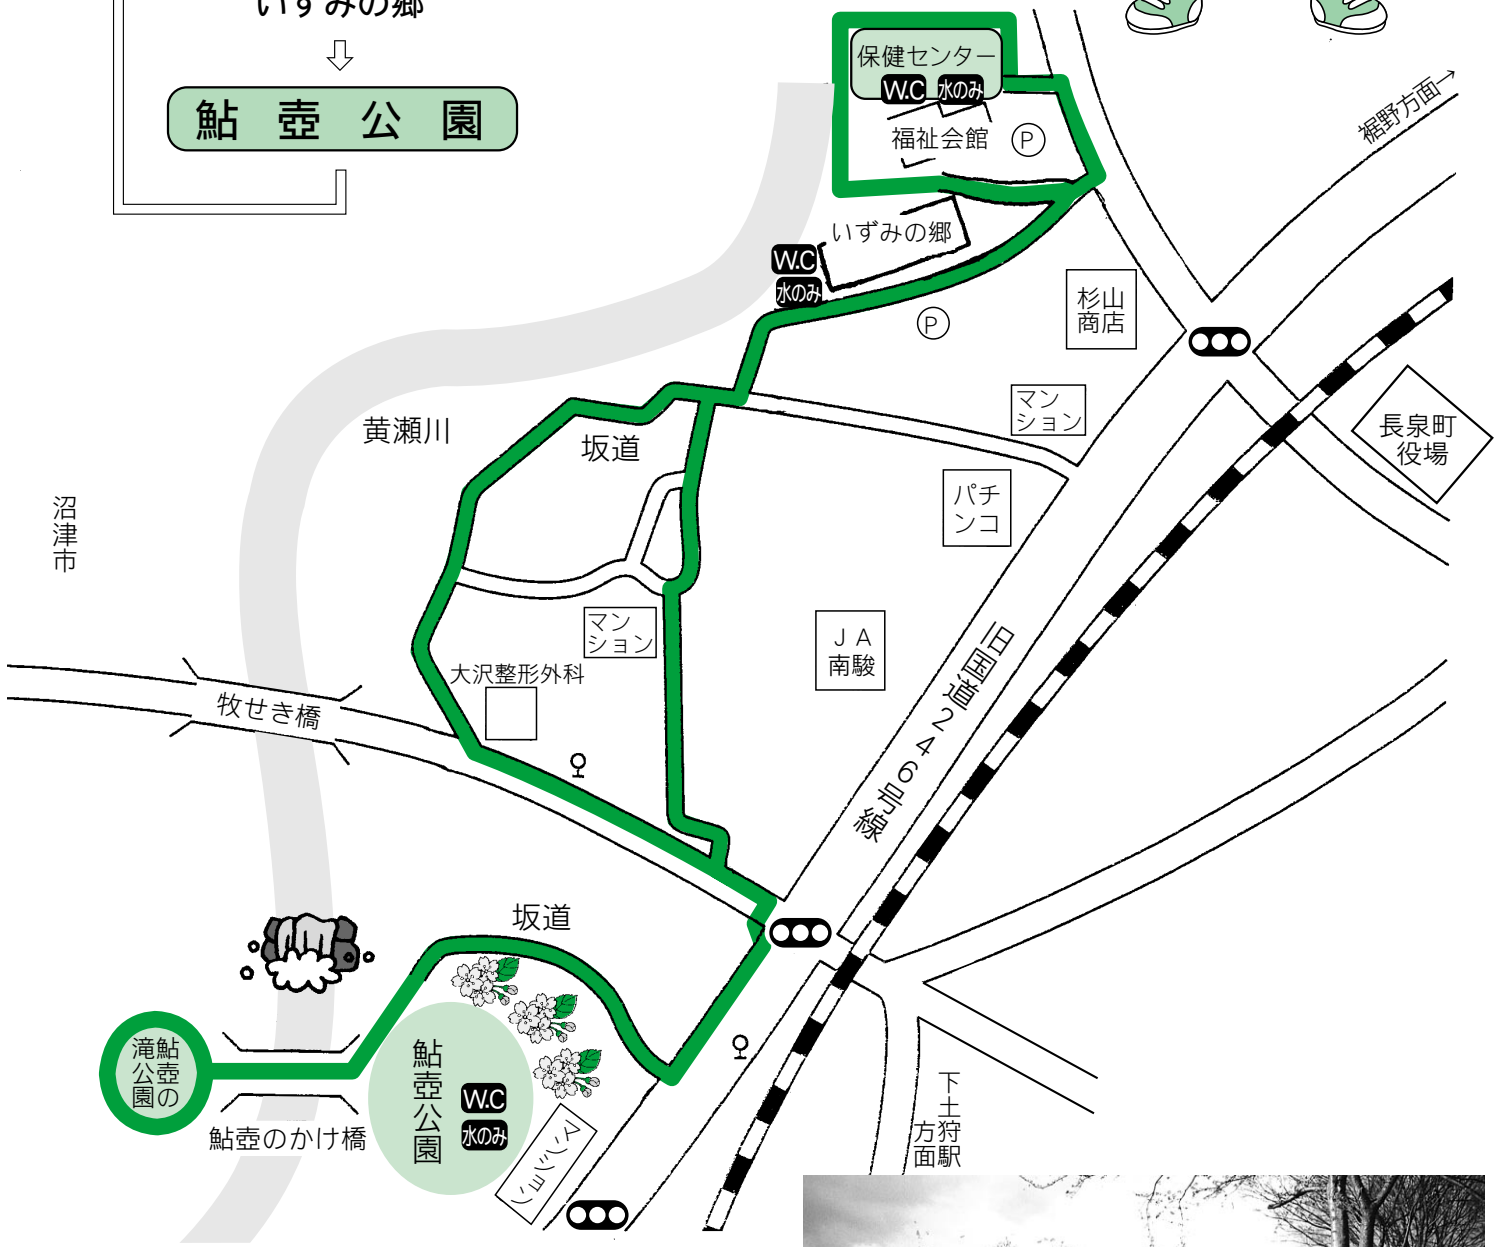 いずみの郷
鮎壺公園
保健センター
W.C 水のみ
福祉会館
P
裾野方面→
いずみの郷
W.C
水のみ
P
杉山
商店
マン
ション
長泉町
役場
黄瀬川
坂道
パチ
ンコ
沼津市
マン
ション
JA
南駿
大沢整形外科
旧国道246号線
牧せき橋
坂道
鮎壺の
滝公園
鮎壺のかけ橋
鮎壺公園
W.C
水のみ
マンション
下土狩駅
方面